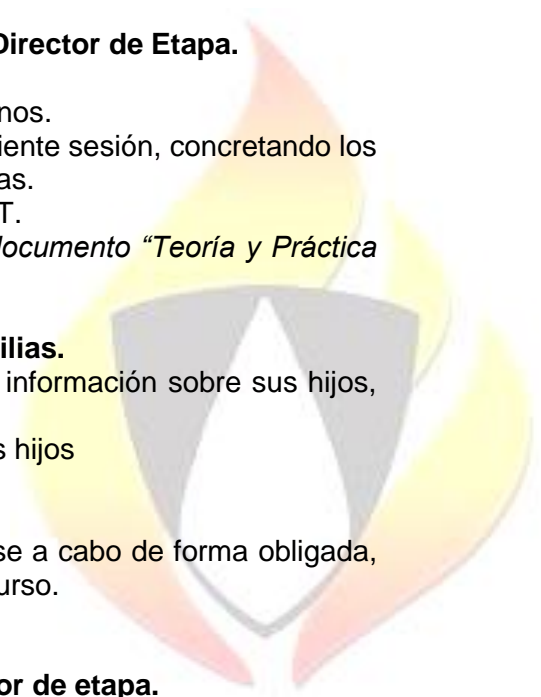 Director de Etapa.
nos.
iente sesión, concretando los
as.
T.
documento “Teoría y Práctica
ilias.
información sobre sus hijos,
s hijos
se a cabo de forma obligada,
urso.
or de etapa.